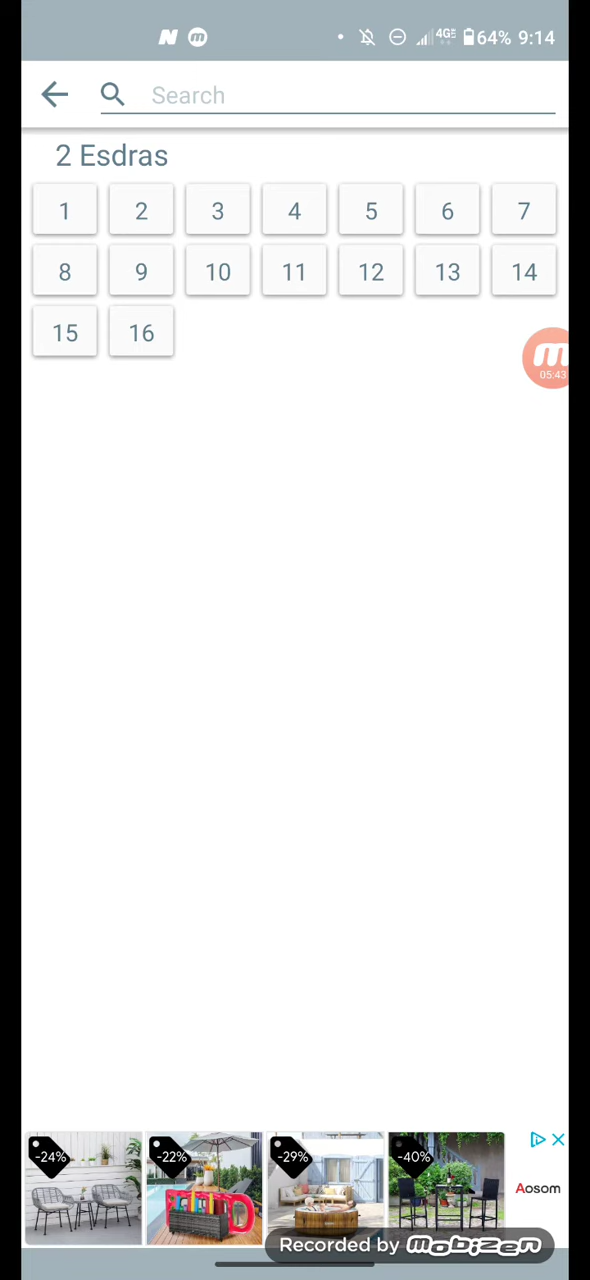 N m 4GE 64% 9:14
Search
2 Esdras
1 2 3 4 5 6 7
8 9 10 11 12 13 14
15 16
m
05:43
-24% -22% -29% -40%
Aosom
Recorded by mobizen